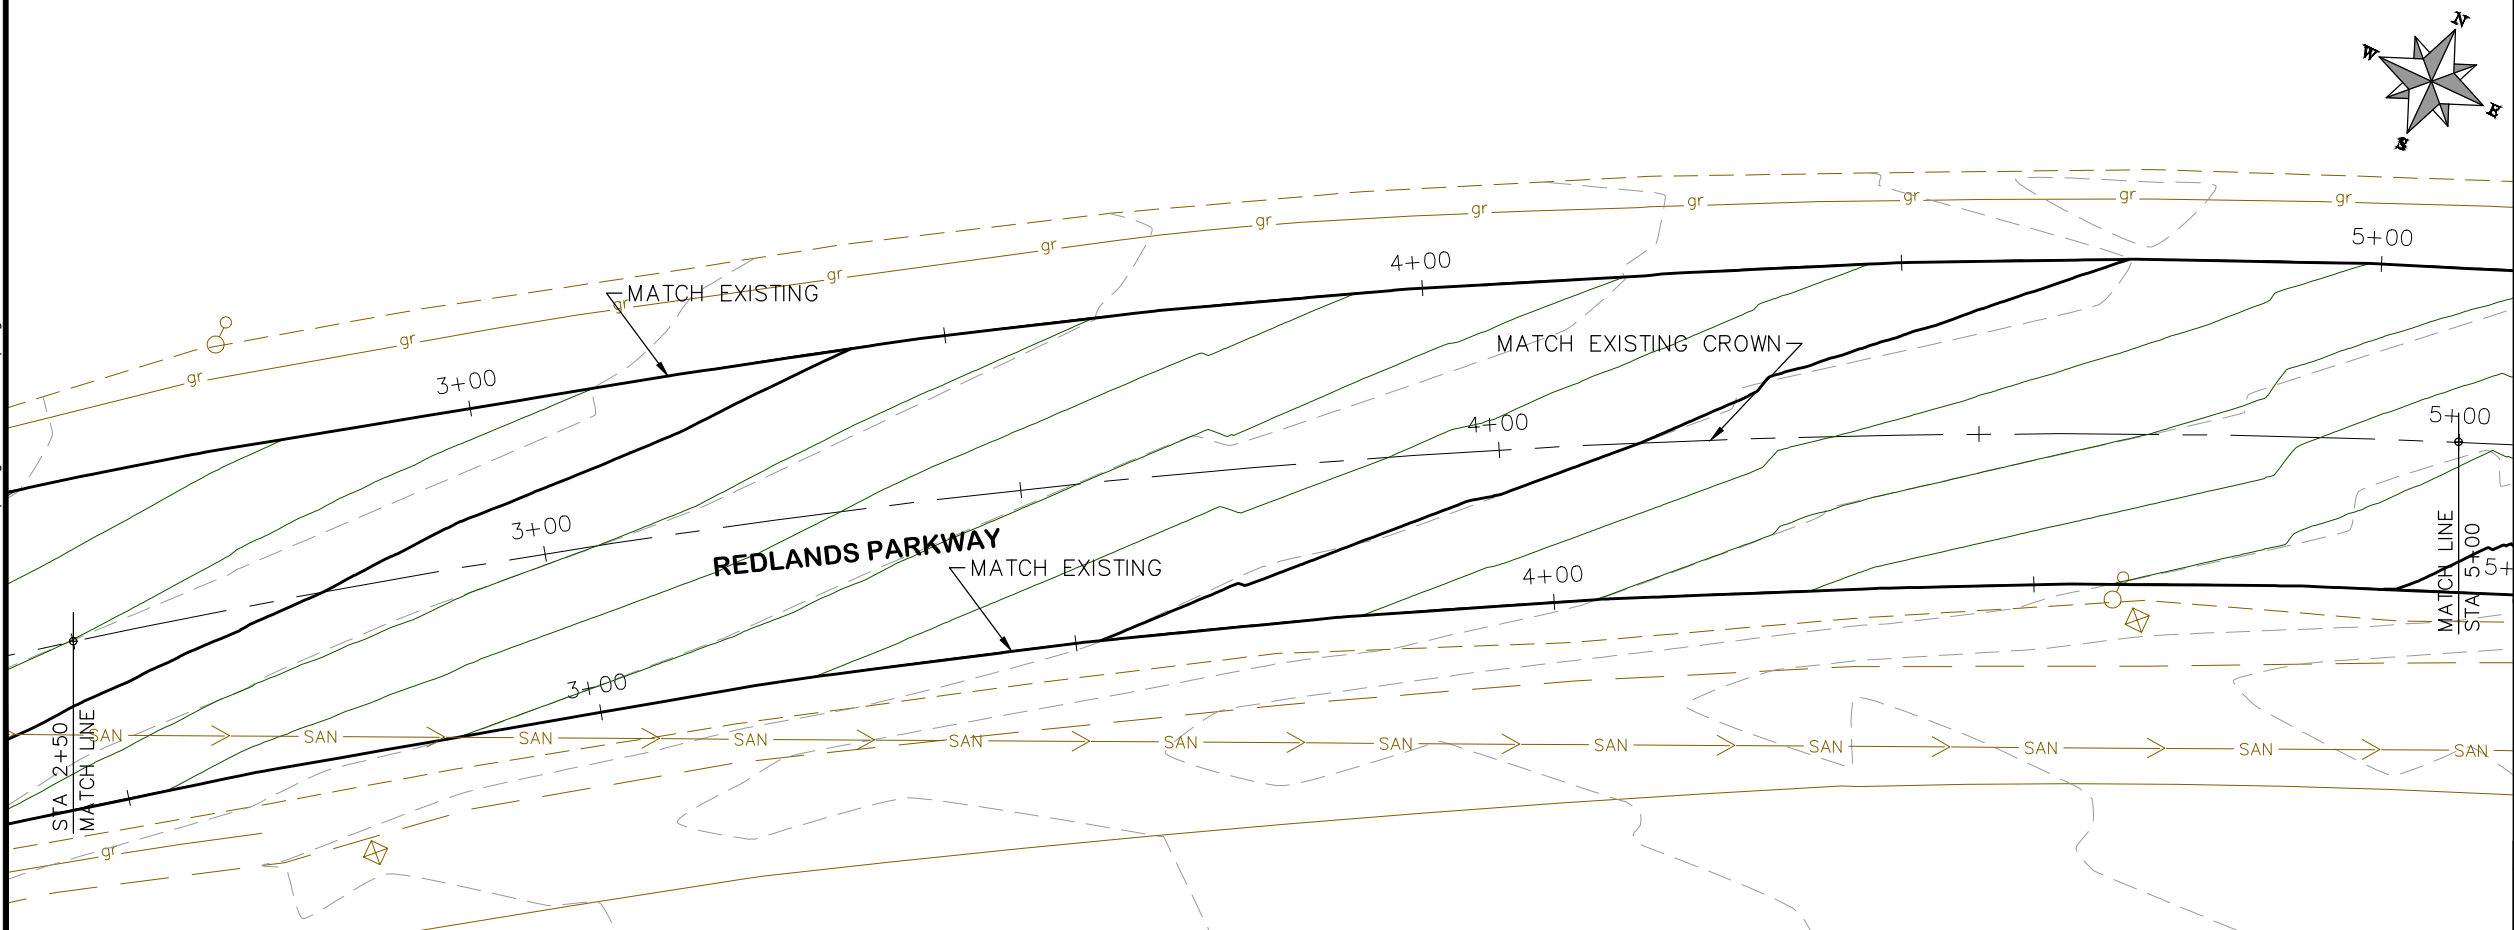 N
W
E
S
gr
gr
gr
gr
gr
gr
gr
gr
gr
gr
5+00
4+00
MATCH EXISTING
3+00
MATCH EXISTING CROWN
5+00
4+00
3+00
REDLANDS PARKWAY
MATCH EXISTING
4+00
MATCH LINE
STA 5+00
5+
3+00
STA 2+50
MATCH LINE
SAN
SAN
SAN
SAN
SAN
SAN
SAN
SAN
SAN
SAN
SAN
SAN
gr